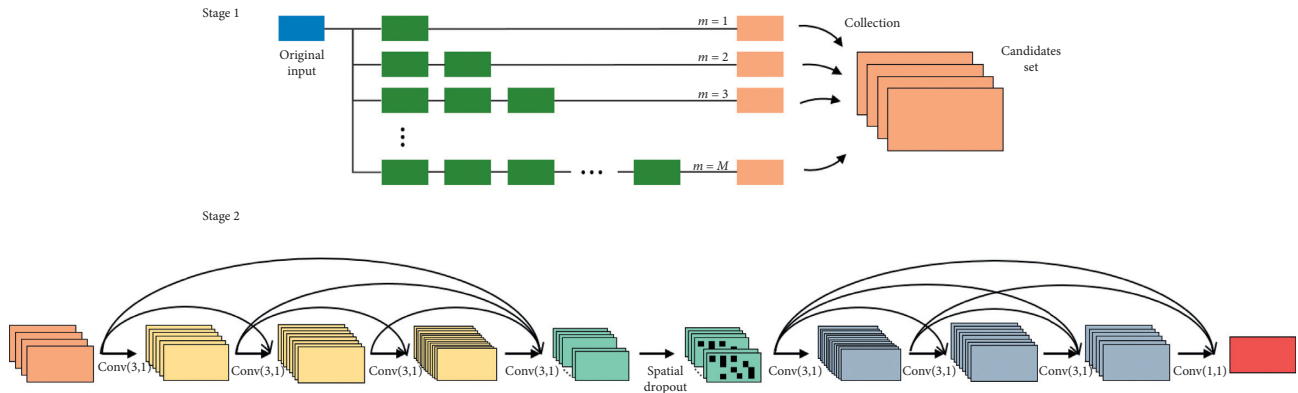 Stage 1
Original
input
m = 1
m = 2
m = 3
m = M
Collection
Candidates
set
Stage 2
Conv(3,1)
Conv(3,1)
Conv(3,1)
Conv(3,1)
Spatial
dropout
Conv(3,1)
Conv(3,1)
Conv(3,1)
Conv(1,1)